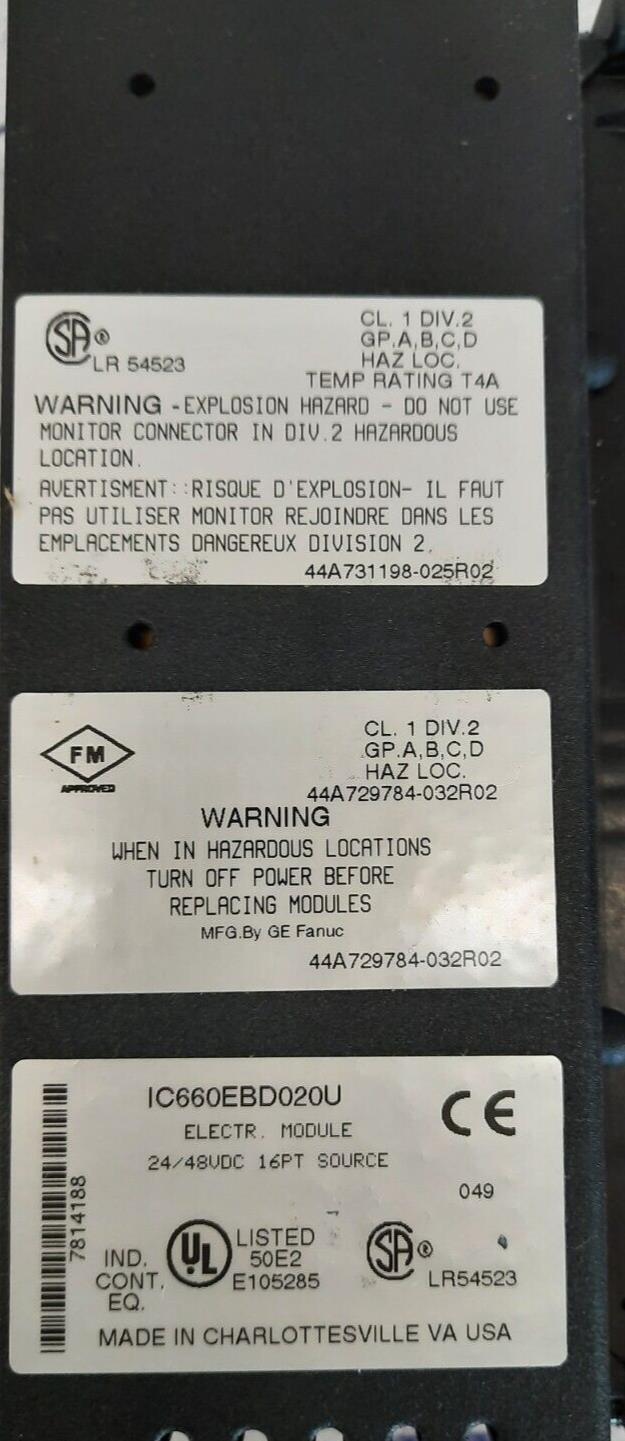 SA ®
LR 54523
CL. 1 DIV.2
GP.A,B,C,D
HAZ LOC.
TEMP RATING T4A
WARNING -EXPLOSION HAZARD - DO NOT USE
MONITOR CONNECTOR IN DIV.2 HAZARDOUS
LOCATION.
AVERTISMENT::RISQUE D'EXPLOSION- IL FAUT
PAS UTILISER MONITOR REJOINDRE DANS LES
EMPLACEMENTS DANGEREUX DIVISION 2.
44A731198-025R02
FM
APPROVED
CL. 1 DIV.2
GP.A,B,C,D
HAZ LOC.
44A729784-032R02
WARNING
WHEN IN HAZARDOUS LOCATIONS
TURN OFF POWER BEFORE
REPLACING MODULES
MFG.By GE Fanuc
44A729784-032R02
IC660EBD020U
CE
ELECTR. MODULE
24/48VDC 16PT SOURCE
049
7814188
IND.
CONT.
EQ.
UL
LISTED
50E2
E105285
SA ®
LR54523
MADE IN CHARLOTTESVILLE VA USA